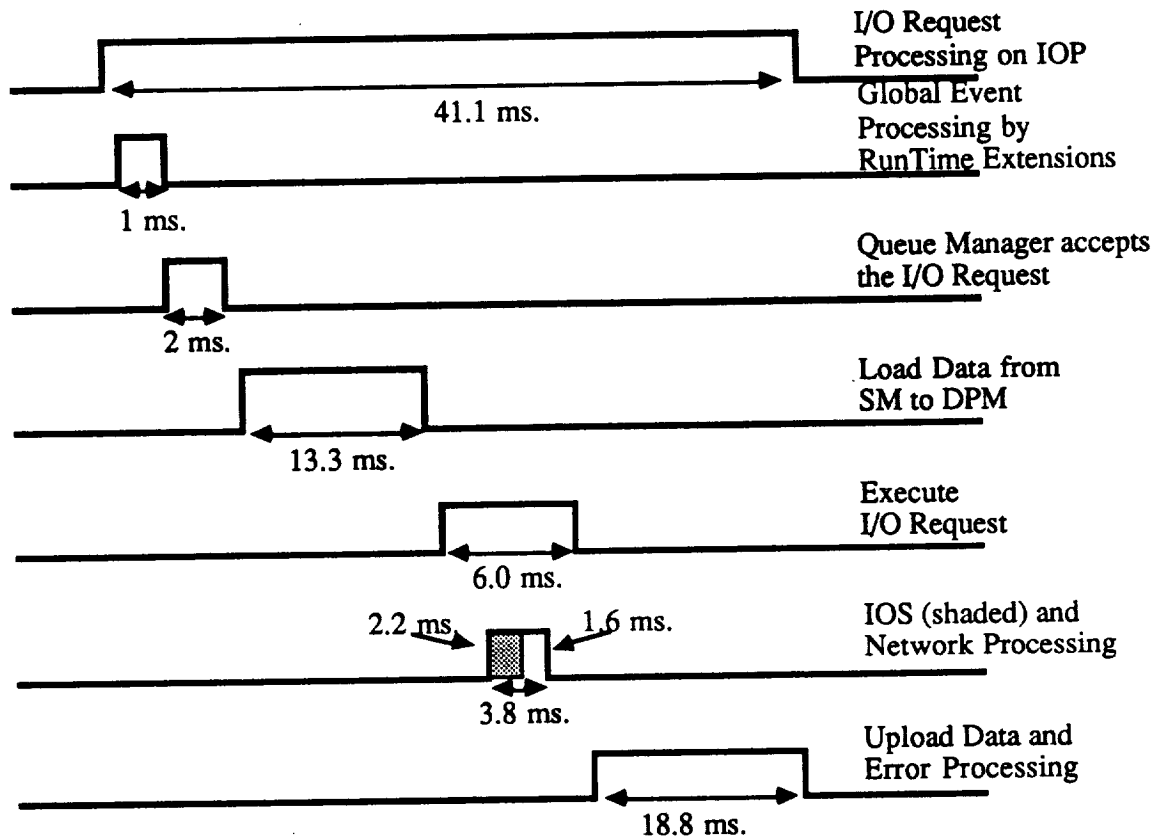 I/O Request
Processing on IOP
41.1 ms.
Global Event
Processing by
RunTime Extensions
1 ms.
Queue Manager accepts
the I/O Request
2 ms.
Load Data from
SM to DPM
13.3 ms.
Execute
I/O Request
6.0 ms.
2.2 ms.
1.6 ms.
IOS (shaded) and
Network Processing
3.8 ms.
Upload Data and
Error Processing
18.8 ms.